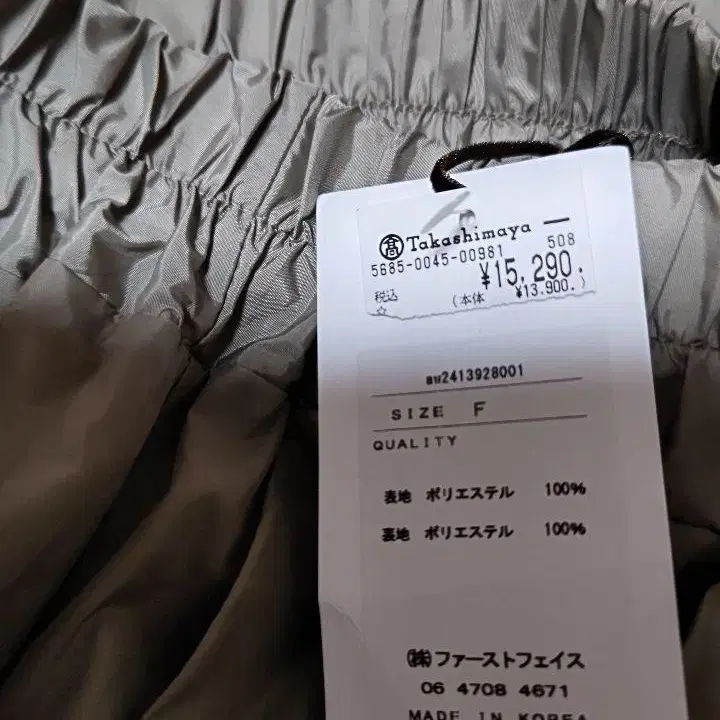 髙 Takashimaya
5685-0045-00981 508
¥15,290.
税込 (本体 ¥13,900.)
☆
au2413928001
SIZE F
QUALITY
表地 ポリエステル 100%
裏地 ポリエステル 100%
㈱ファーストフェイス
06 4708 4671
MADE IN KOREA